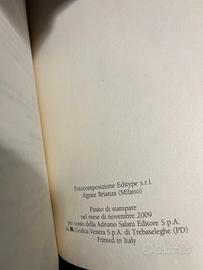 Fotocomposizione Editype s.r.l.
Agrate Brianza (Milano)
Finito di stampare
nel mese di novembre 2009
per conto della Adriano Salani Editore S.p.A.
da Grafica Veneta S.p.A. di Trebaseleghe (PD)
Printed in Italy
subito